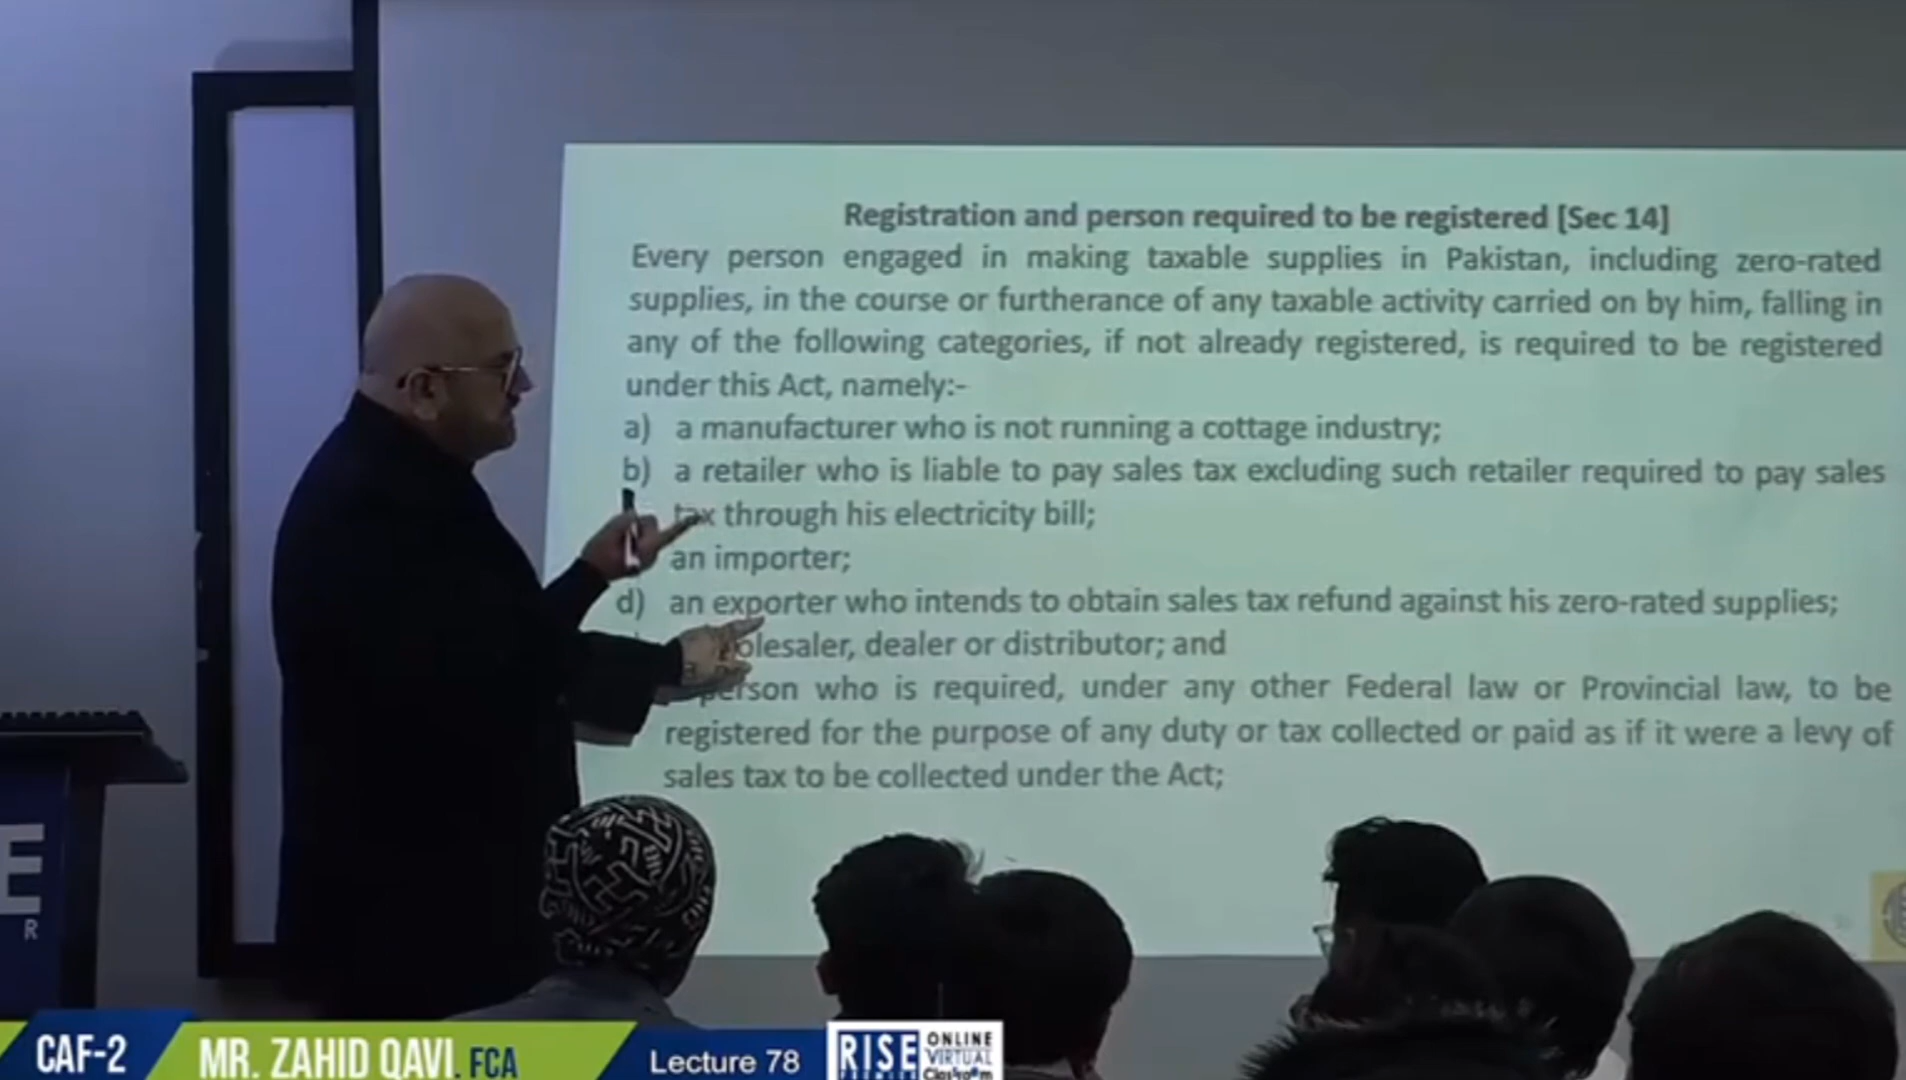 Registration and person required to be registered [Sec 14]
Every person engaged in making taxable supplies in Pakistan, including zero-rated
supplies, in the course or furtherance of any taxable activity carried on by him, falling in
any of the following categories, if not already registered, is required to be registered
under this Act, namely:-
a) a manufacturer who is not running a cottage industry;
b) a retailer who is liable to pay sales tax excluding such retailer required to pay sales
tax through his electricity bill;
an importer;
d) an exporter who intends to obtain sales tax refund against his zero-rated supplies;
olesaler, dealer or distributor; and
person who is required, under any other Federal law or Provincial law, to be
registered for the purpose of any duty or tax collected or paid as if it were a levy of
sales tax to be collected under the Act;
E
R
CAF-2
MR. ZAHID QAVI. FCA
Lecture 78
RISE
ONLINE
VIRTUAL
Classroom